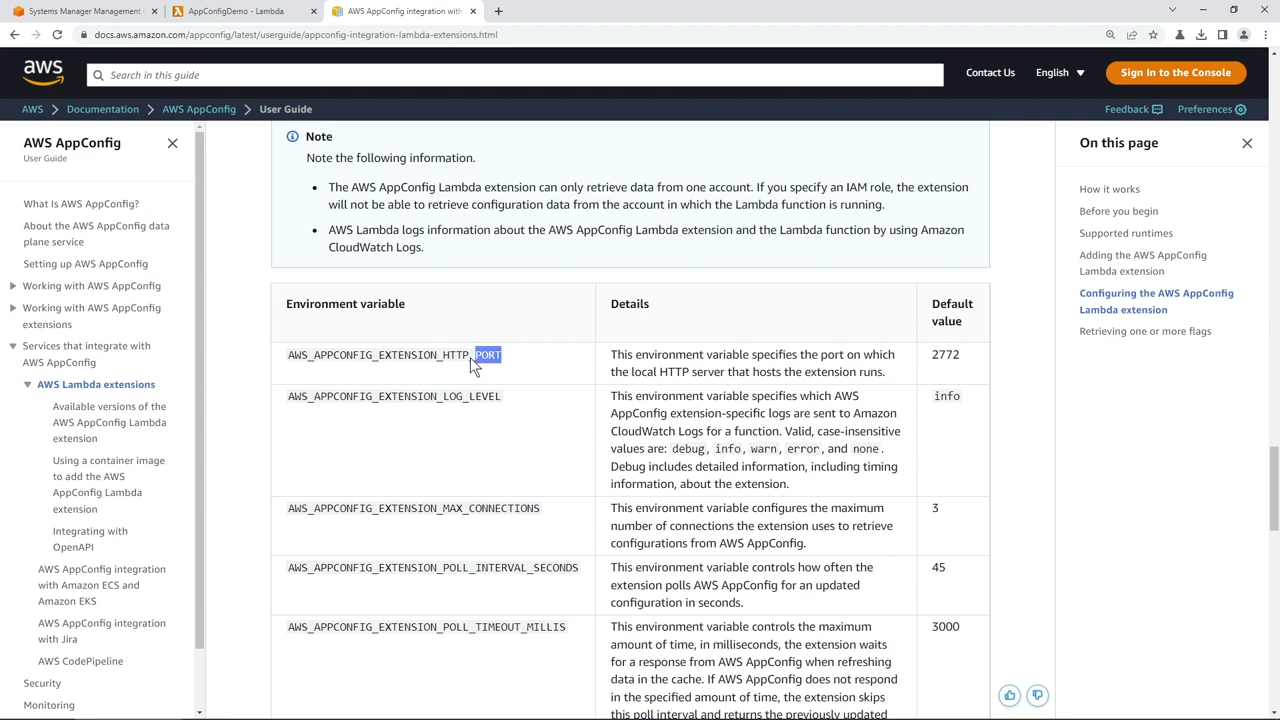 Systems Manager Management
AppConfigDemo - Lambda
AWS AppConfig integration with
docs.aws.amazon.com/appconfig/latest/userguide/appconfig-integration-lambda-extensions.html
aws
Search in this guide
Contact Us
English
Sign In to the Console
AWS
Documentation
AWS AppConfig
User Guide
Feedback
Preferences
AWS AppConfig
User Guide
What Is AWS AppConfig?
About the AWS AppConfig data
plane service
Setting up AWS AppConfig
Working with AWS AppConfig
Working with AWS AppConfig
extensions
Services that integrate with
AWS AppConfig
AWS Lambda extensions
Available versions of the
AWS AppConfig Lambda
extension
Using a container image
to add the AWS
AppConfig Lambda
extension
Integrating with
OpenAPI
AWS AppConfig integration
with Amazon ECS and
Amazon EKS
AWS AppConfig integration
with Jira
AWS CodePipeline
Security
Monitoring
Note
Note the following information.
• The AWS AppConfig Lambda extension can only retrieve data from one account. If you specify an IAM role, the extension
will not be able to retrieve configuration data from the account in which the Lambda function is running.
• AWS Lambda logs information about the AWS AppConfig Lambda extension and the Lambda function by using Amazon
CloudWatch Logs.
Environment variable
Details
Default
value
AWS_APPCONFIG_EXTENSION_HTTP_PORT
This environment variable specifies the port on which
the local HTTP server that hosts the extension runs.
2772
AWS_APPCONFIG_EXTENSION_LOG_LEVEL
This environment variable specifies which AWS
AppConfig extension-specific logs are sent to Amazon
CloudWatch Logs for a function. Valid, case-insensitive
values are: debug, info, warn, error, and none.
Debug includes detailed information, including timing
information, about the extension.
info
AWS_APPCONFIG_EXTENSION_MAX_CONNECTIONS
This environment variable configures the maximum
number of connections the extension uses to retrieve
configurations from AWS AppConfig.
3
AWS_APPCONFIG_EXTENSION_POLL_INTERVAL_SECONDS
This environment variable controls how often the
extension polls AWS AppConfig for an updated
configuration in seconds.
45
AWS_APPCONFIG_EXTENSION_POLL_TIMEOUT_MILLIS
This environment variable controls the maximum
amount of time, in milliseconds, the extension waits
for a response from AWS AppConfig when refreshing
data in the cache. If AWS AppConfig does not respond
in the specified amount of time, the extension skips
this poll interval and returns the previously updated
3000
On this page
How it works
Before you begin
Supported runtimes
Adding the AWS AppConfig
Lambda extension
Configuring the AWS AppConfig
Lambda extension
Retrieving one or more flags